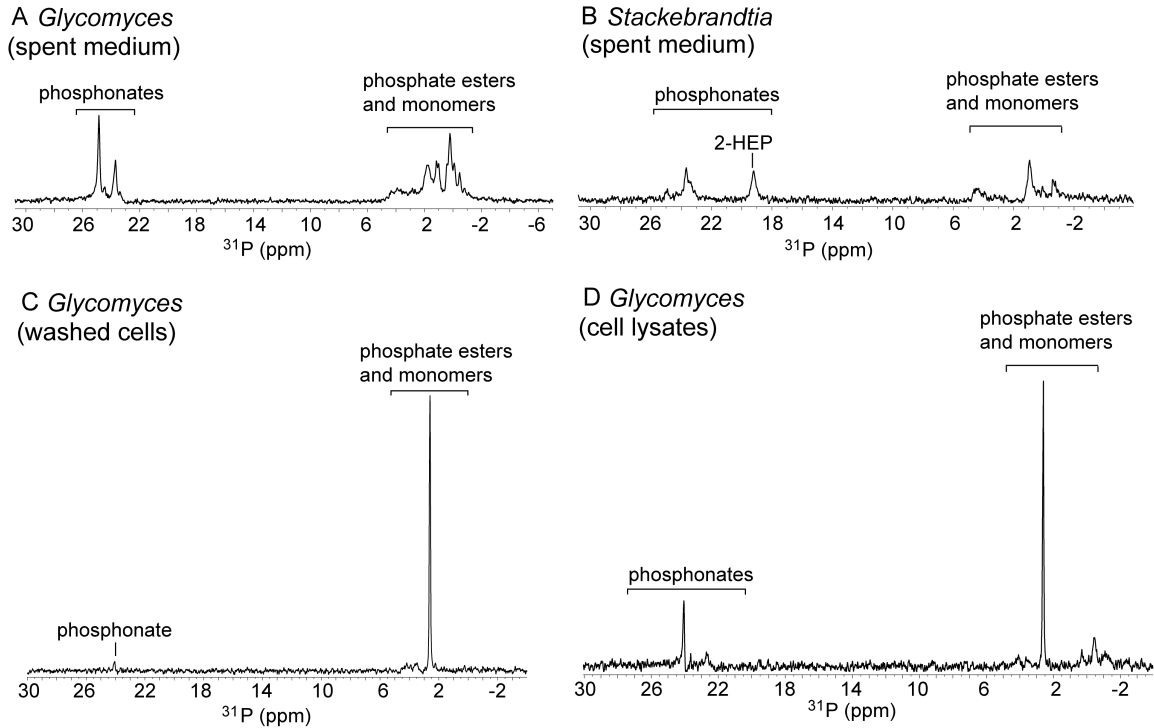 A Glycomyces
(spent medium)
phosphonates
phosphate esters
and monomers
30 26 22 18 14 10 6 2 -2 -6
³¹P (ppm)
B Stackebrandtia
(spent medium)
phosphonates
2-HEP
phosphate esters
and monomers
30 26 22 18 14 10 6 2 -2
³¹P (ppm)
C Glycomyces
(washed cells)
phosphonate
phosphate esters
and monomers
30 26 22 18 14 10 6 2 -2
³¹P (ppm)
D Glycomyces
(cell lysates)
phosphonates
phosphate esters
and monomers
30 26 22 18 14 10 6 2 -2
³¹P (ppm)